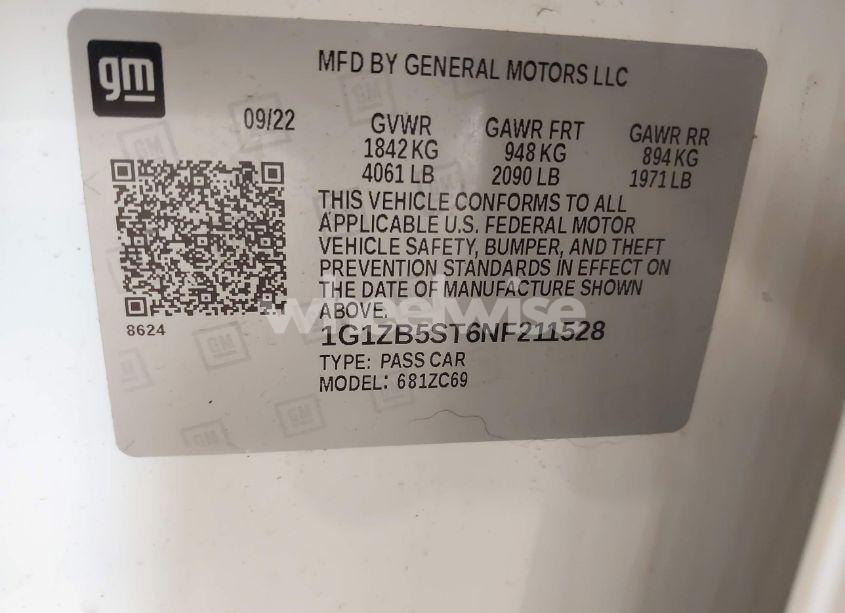 gm
MFD BY GENERAL MOTORS LLC
09/22
GVWR
1842 KG
4061 LB
GAWR FRT
948 KG
2090 LB
GAWR RR
894 KG
1971 LB
THIS VEHICLE CONFORMS TO ALL
APPLICABLE U.S. FEDERAL MOTOR
VEHICLE SAFETY, BUMPER, AND THEFT
PREVENTION STANDARDS IN EFFECT ON
THE DATE OF MANUFACTURE SHOWN
ABOVE.
wheelwise
8624
1G1ZB5ST6NF211528
TYPE: PASS CAR
MODEL: 681ZC69